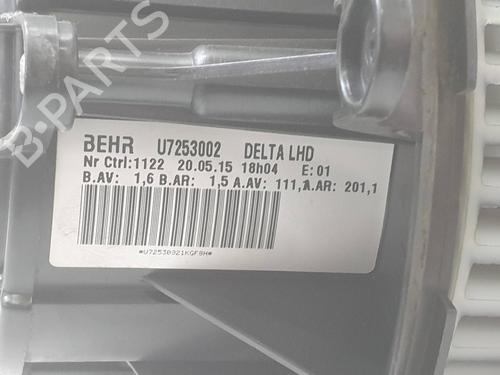 B-PARTS
BEHR U7253002 DELTA LHD
Nr Ctrl:1122 20.05.15 18h04 E:01
B.AV: 1,6 B.AR: 1,5 A.AV: 111, A.AR: 201,1
*U72530921KGF8H*